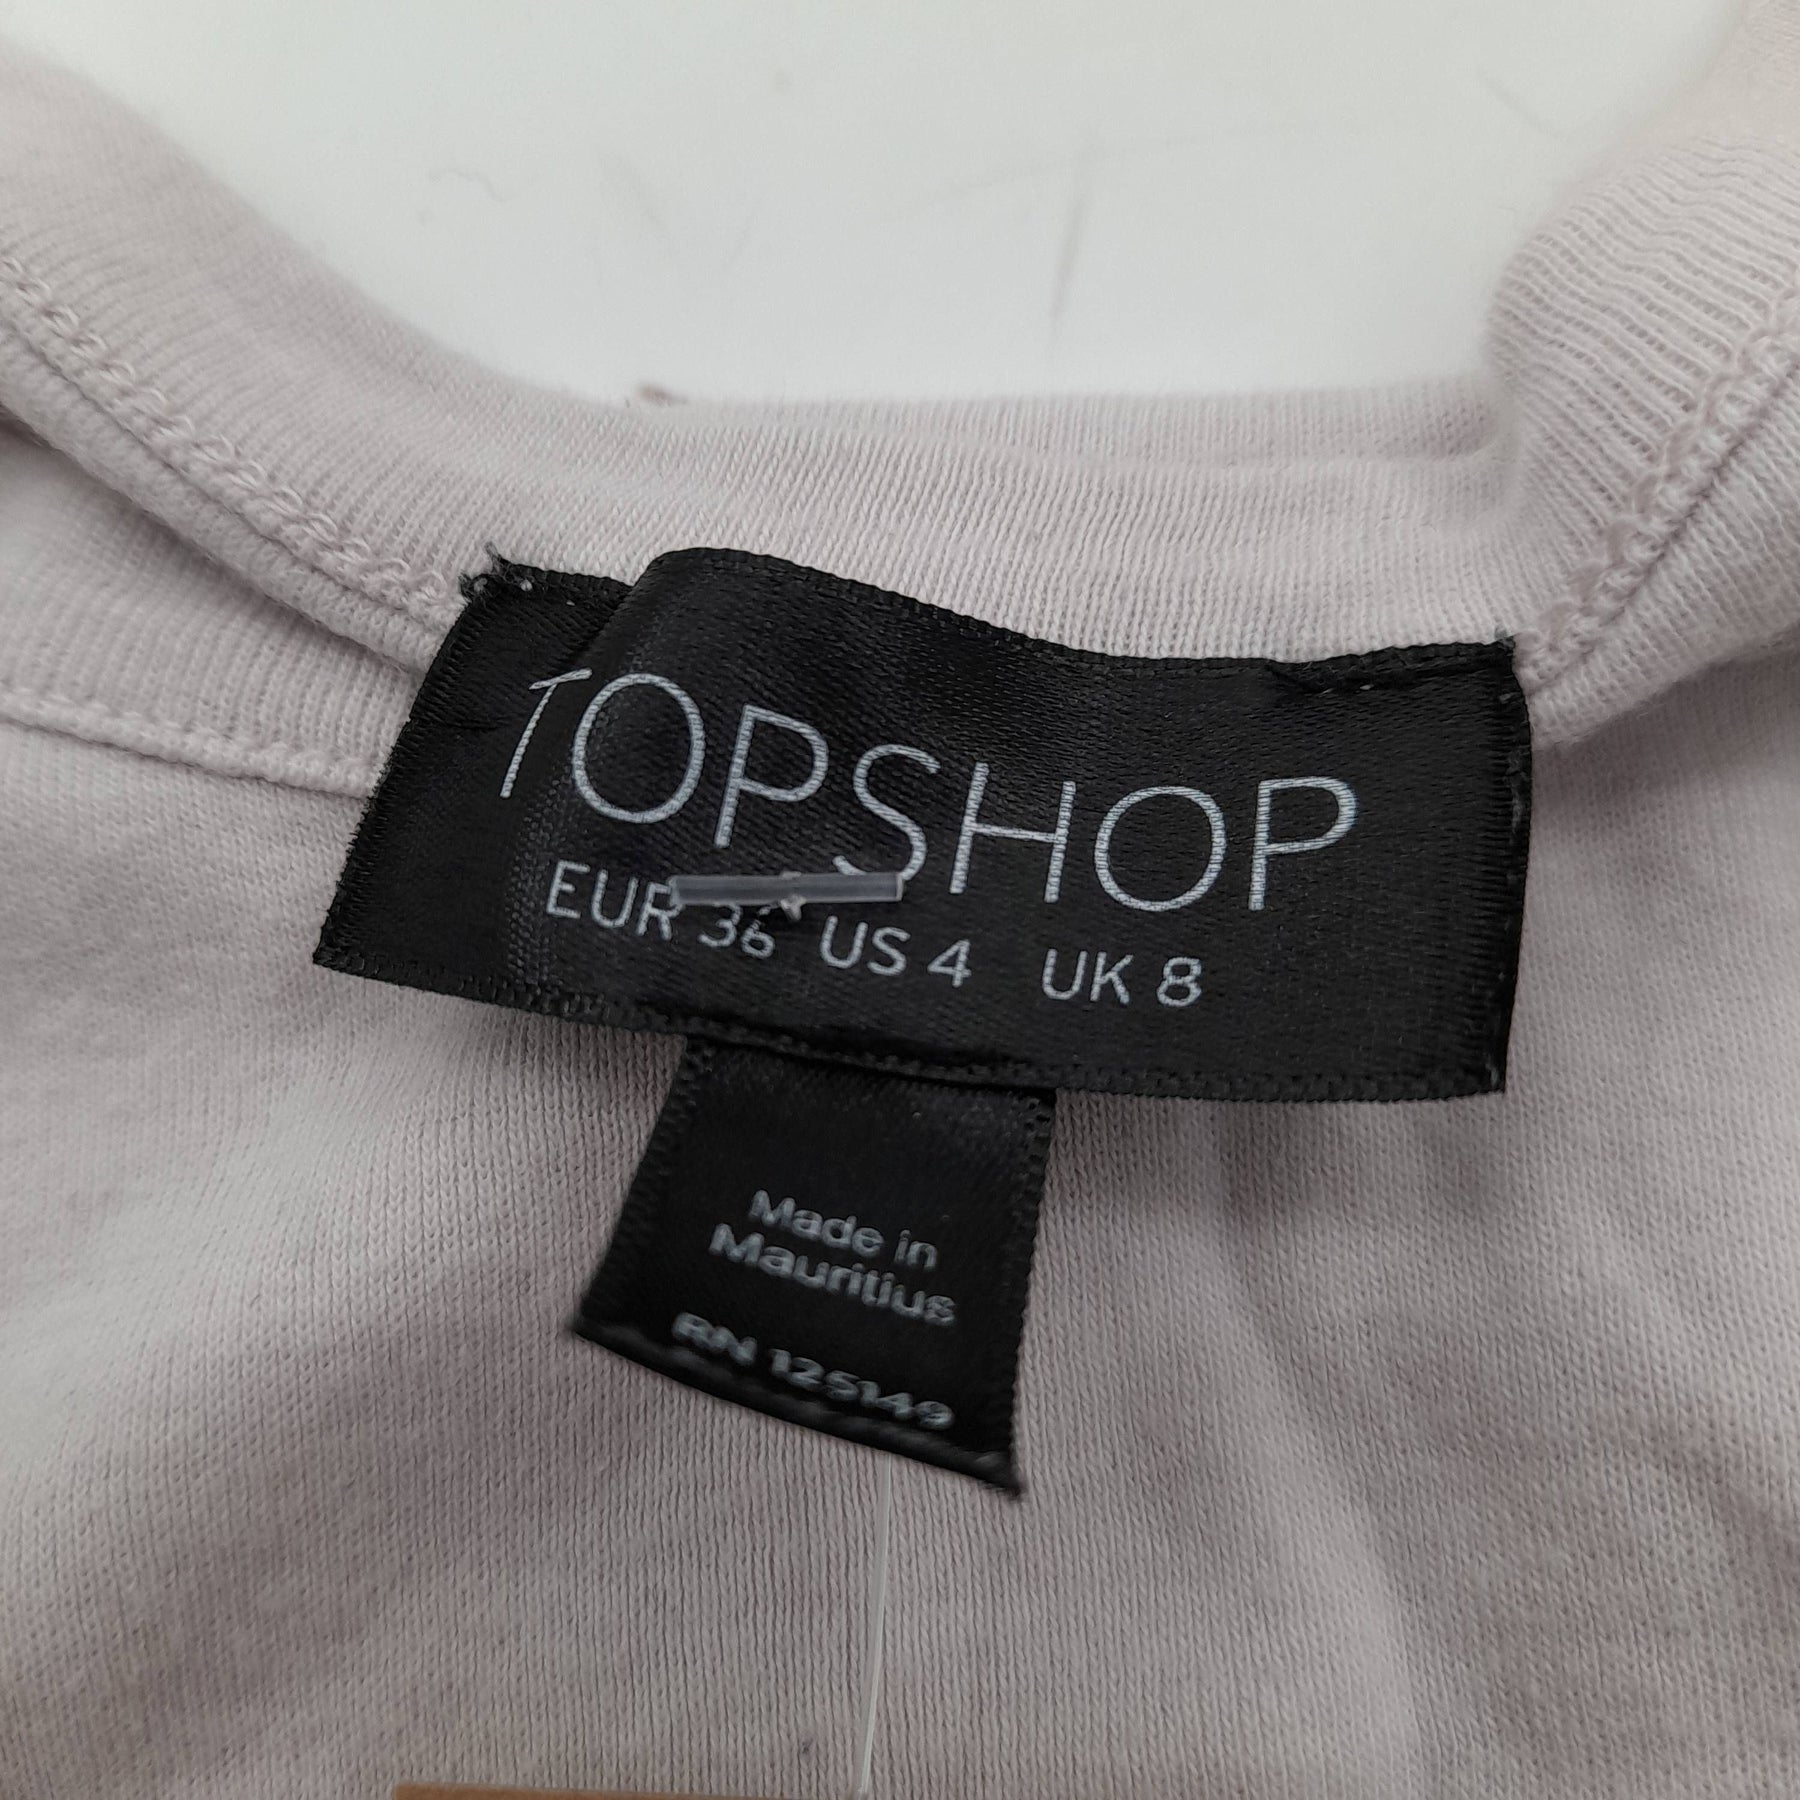 TOPSHOP
EUR 36 US 4 UK 8
Made in
Mauritius
RN 125149